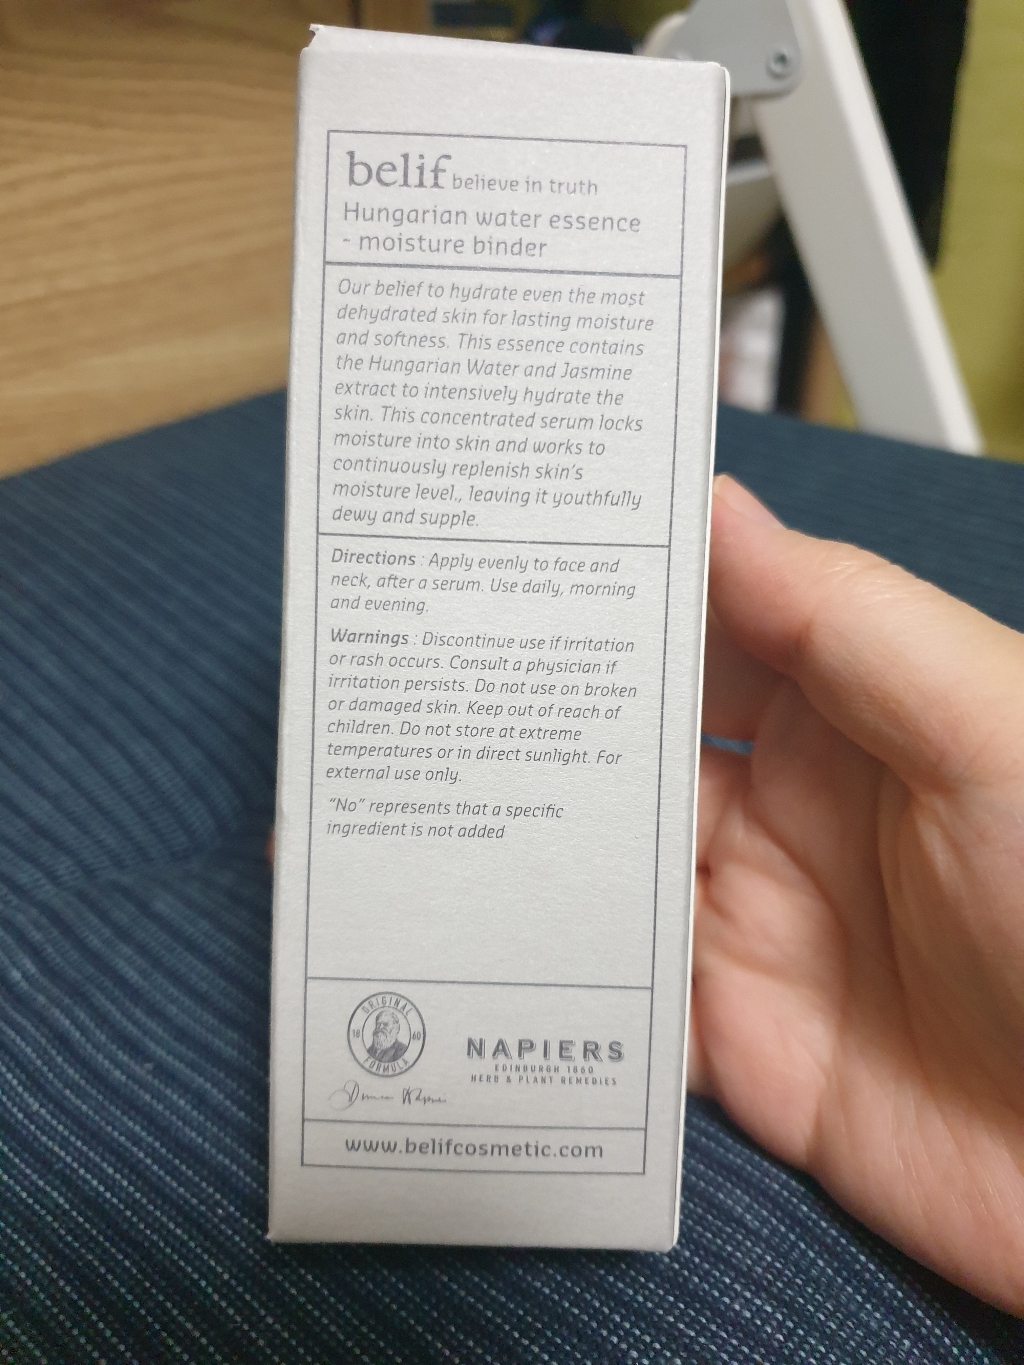 belif believe in truth
Hungarian water essence
- moisture binder
Our belief to hydrate even the most
dehydrated skin for lasting moisture
and softness. This essence contains
the Hungarian Water and Jasmine
extract to intensively hydrate the
skin. This concentrated serum locks
moisture into skin and works to
continuously replenish skin's
moisture level., leaving it youthfully
dewy and supple.
Directions : Apply evenly to face and
neck, after a serum. Use daily, morning
and evening.
Warnings : Discontinue use if irritation
or rash occurs. Consult a physician if
irritation persists. Do not use on broken
or damaged skin. Keep out of reach of
children. Do not store at extreme
temperatures or in direct sunlight. For
external use only.
"No" represents that a specific
ingredient is not added
ORIGINAL
18 60
FORMULA
NAPIERS
EDINBURGH 1860
HERB & PLANT REMEDIES
www.belifcosmetic.com